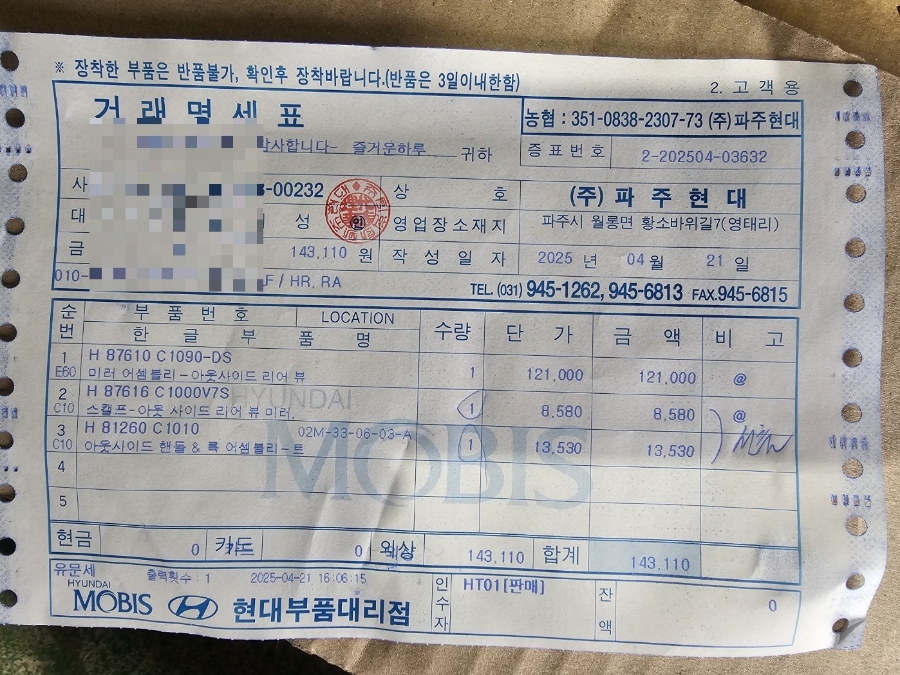 ※ 장착한 부품은 반품불가, 확인후 장착바랍니다.(반품은 3일이내한함)
2. 고 객 용
거 래 명 세 표
농협 : 351-0838-2307-73 (주)파주현대
즐거운하루 귀하
증 표 번 호 2-202504-03632
사 -00232 상 호 (주) 파 주 현 대
대 성 인 영업장소재지 파주시 월롱면 황소바위길7(영태리)
금 143,110 원 작 성 일 자 2025 년 04 월 21 일
010- F / HR, RA TEL. (031) 945-1262, 945-6813 FAX.945-6815
순번 부 품 번 호 LOCATION 수량 단 가 금 액 비 고
한 글 부 품 명
1 H 87610 C1090-DS
E60 미러 어셈블리-아웃사이드 리어 뷰 1 121,000 121,000 @
2 H 87616 C1000V7S
C10 스캘프-아웃 사이드 리어 뷰 미러, 1 8,580 8,580 @
3 H 81260 C1010 02M-33-06-03-A
C10 아웃사이드 핸들 & 록 어셈블리-트 1 13,530 13,530
4
HYUNDAI
MOBIS
5
현금 0 카드 0 외상 143,110 합계 143,110
유문세 출력횟수 : 1 2025-04-21 16:06:15
HYUNDAI
MOBIS 현대부품대리점
인수자 HT01[판매] 잔액 0